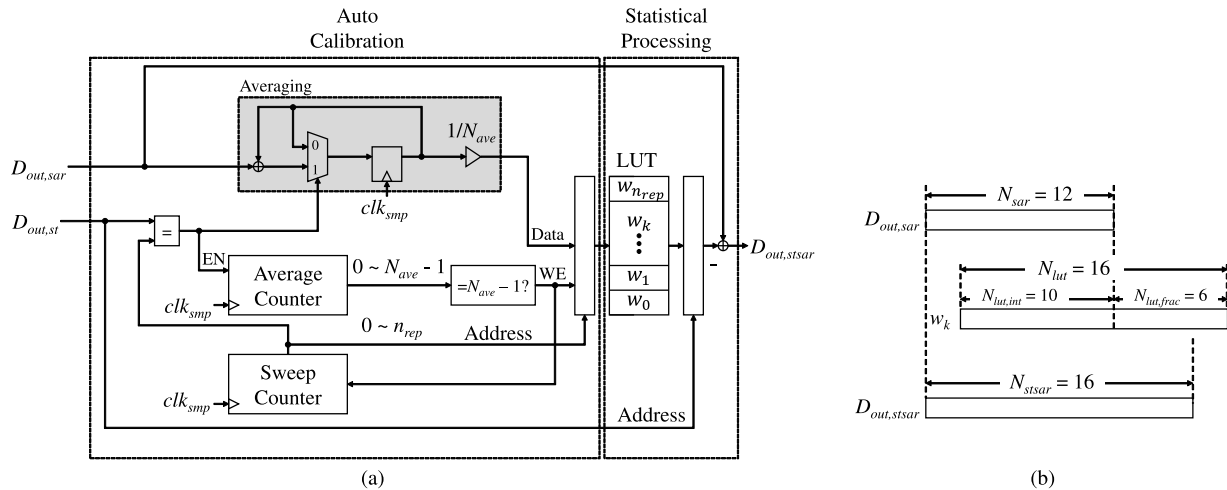 Auto
Calibration
Statistical
Processing
Averaging
0
1
1/N_ave
D_out,sar
clk_smp
LUT
w_n_rep
w_k
w_1
w_0
D_out,st
=
Data
D_out,stsar
-
EN
Average
Counter
0 ~ N_ave - 1
=N_ave – 1?
WE
clk_smp
0 ~ n_rep
Address
Sweep
Counter
clk_smp
Address
(a)
N_sar = 12
D_out,sar
N_lut = 16
N_lut,int = 10
N_lut,frac = 6
w_k
N_stsar = 16
D_out,stsar
(b)